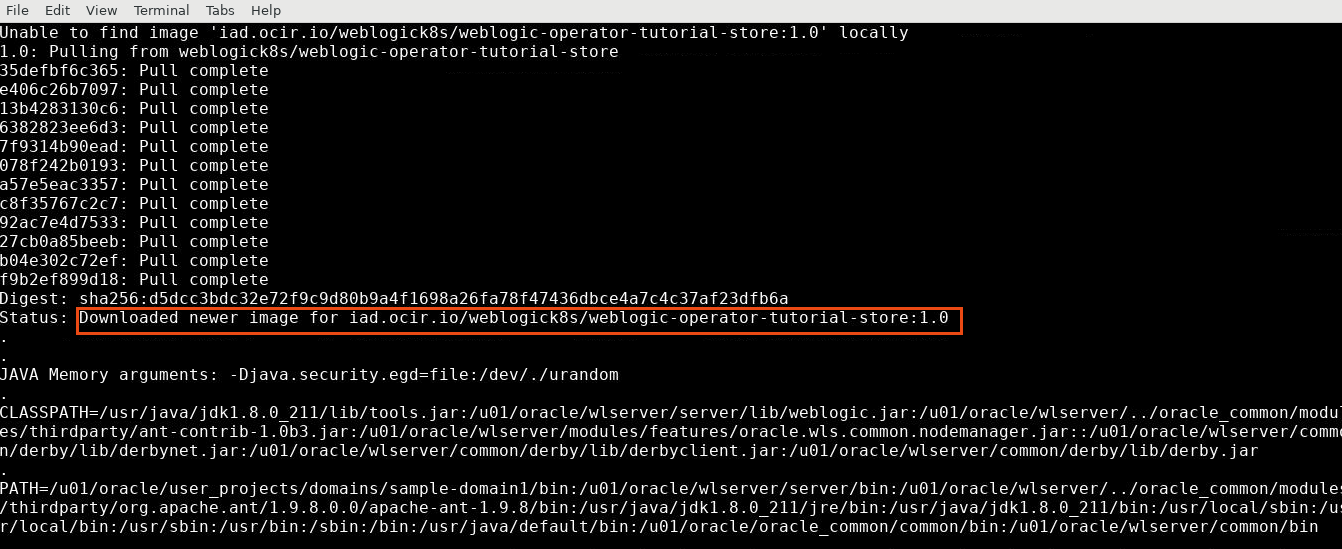 File Edit View Terminal Tabs Help
Unable to find image 'iad.ocir.io/weblogick8s/weblogic-operator-tutorial-store:1.0' locally
1.0: Pulling from weblogick8s/weblogic-operator-tutorial-store
35defbf6c365: Pull complete
e406c26b7097: Pull complete
13b4283130c6: Pull complete
6382823ee6d3: Pull complete
7f9314b90ead: Pull complete
078f242b0193: Pull complete
a57e5eac3357: Pull complete
c8f35767c2c7: Pull complete
92ac7e4d7533: Pull complete
27cb0a85beeb: Pull complete
b04e302c72ef: Pull complete
f9b2ef899d18: Pull complete
Digest: sha256:d5dcc3bdc32e72f9c9d80b9a4f1698a26fa78f47436dbce4a7c4c37af23dfb6a
Status: Downloaded newer image for iad.ocir.io/weblogick8s/weblogic-operator-tutorial-store:1.0
.
.
JAVA Memory arguments: -Djava.security.egd=file:/dev/./urandom
.
CLASSPATH=/usr/java/jdk1.8.0_211/lib/tools.jar:/u01/oracle/wlserver/server/lib/weblogic.jar:/u01/oracle/wlserver/../oracle_common/modul
es/thirdparty/ant-contrib-1.0b3.jar:/u01/oracle/wlserver/modules/features/oracle.wls.common.nodemanager.jar::/u01/oracle/wlserver/commo
n/derby/lib/derbynet.jar:/u01/oracle/wlserver/common/derby/lib/derbyclient.jar:/u01/oracle/wlserver/common/derby/lib/derby.jar
.
PATH=/u01/oracle/user_projects/domains/sample-domain1/bin:/u01/oracle/wlserver/server/bin:/u01/oracle/wlserver/../oracle_common/modules
/thirdparty/org.apache.ant/1.9.8.0.0/apache-ant-1.9.8/bin:/usr/java/jdk1.8.0_211/jre/bin:/usr/java/jdk1.8.0_211/bin:/usr/local/sbin:/us
r/local/bin:/usr/sbin:/usr/bin:/sbin:/bin:/usr/java/default/bin:/u01/oracle/oracle_common/common/bin:/u01/oracle/wlserver/common/bin